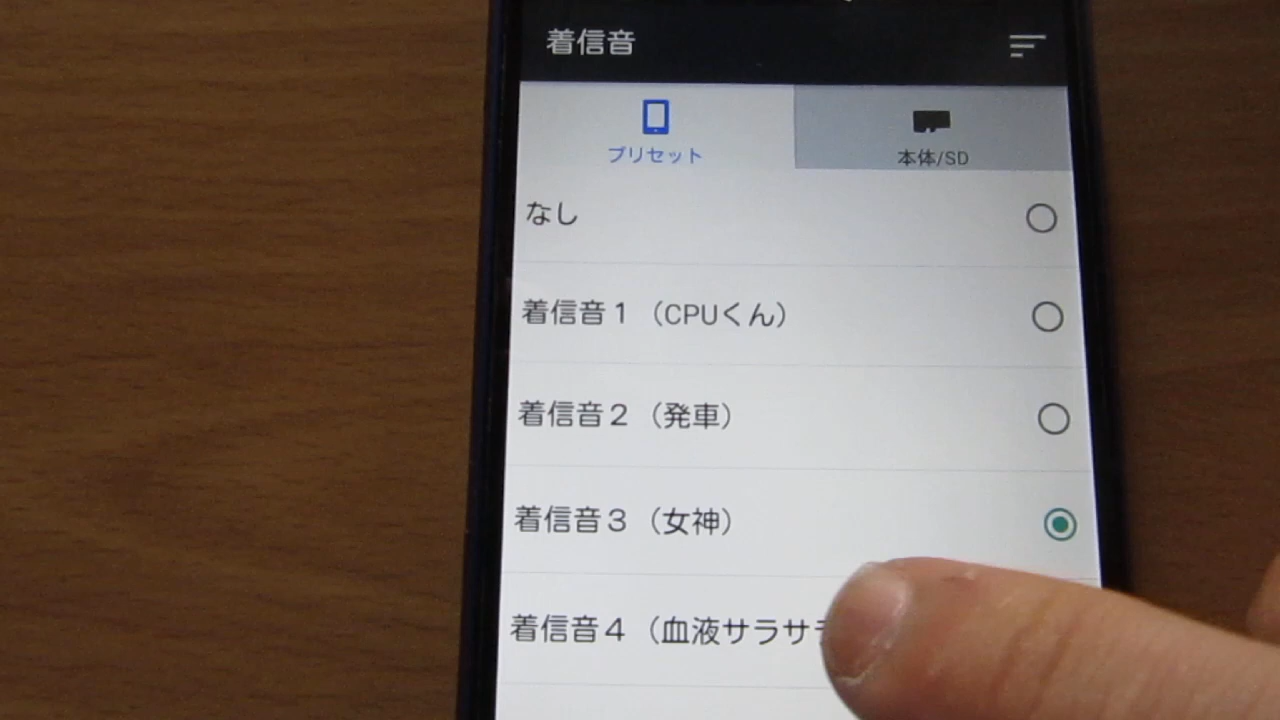 着信音
プリセット
本体/SD
なし
着信音1（CPUくん）
着信音2（発車）
着信音3（女神）
着信音4（血液サラサ